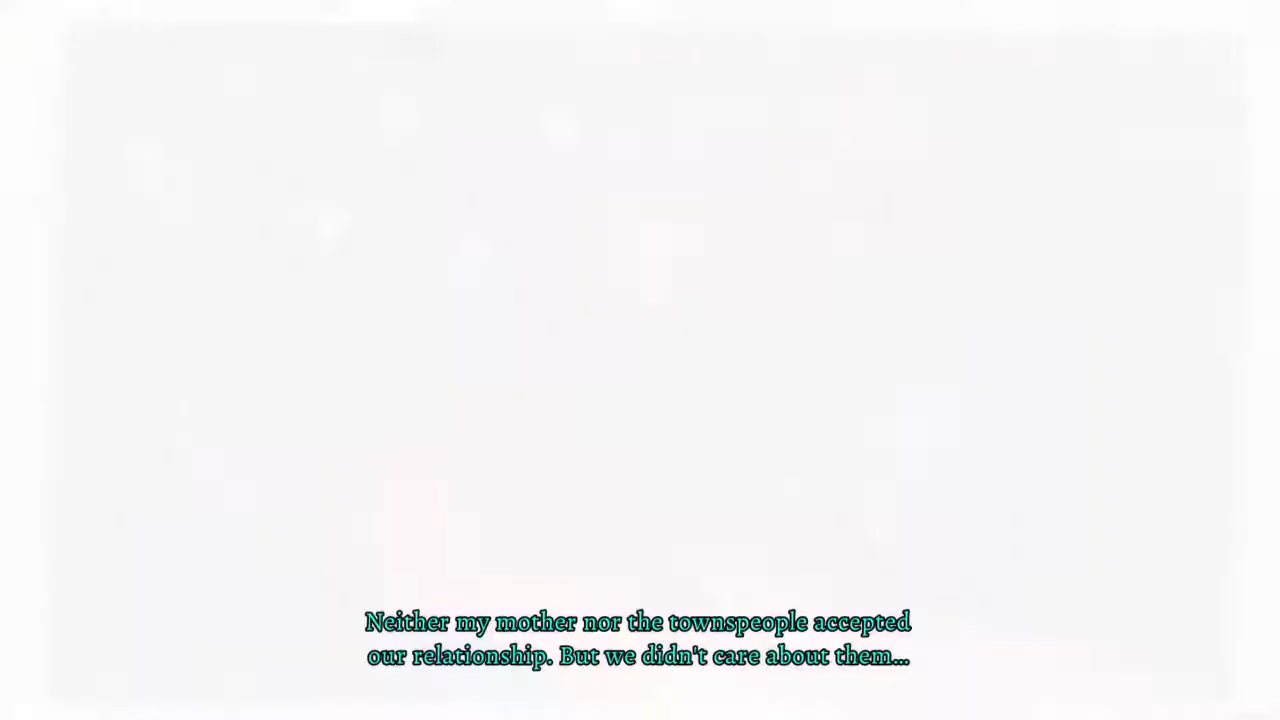 Neither my mother nor the townspeople accepted
our relationship. But we didn't care about them...